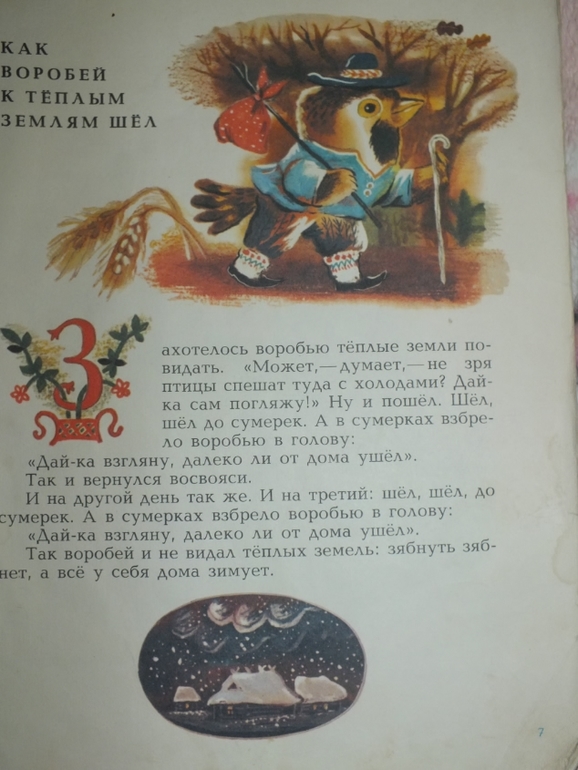 КАК
ВОРОБЕЙ
К ТЁПЛЫМ
ЗЕМЛЯМ ШЁЛ
Захотелось воробью тёплые земли по-
видать. «Может,— думает,— не зря
птицы спешат туда с холодами? Дай-
ка сам погляжу!» Ну и пошёл. Шёл,
шёл до сумерек. А в сумерках взбре-
ло воробью в голову:
«Дай-ка взгляну, далеко ли от дома ушёл».
Так и вернулся восвояси.
И на другой день так же. И на третий: шёл, шёл, до
сумерек. А в сумерках взбрело воробью в голову:
«Дай-ка взгляну, далеко ли от дома ушёл».
Так воробей и не видал тёплых земель: зябнуть зяб-
нет, а всё у себя дома зимует.
7